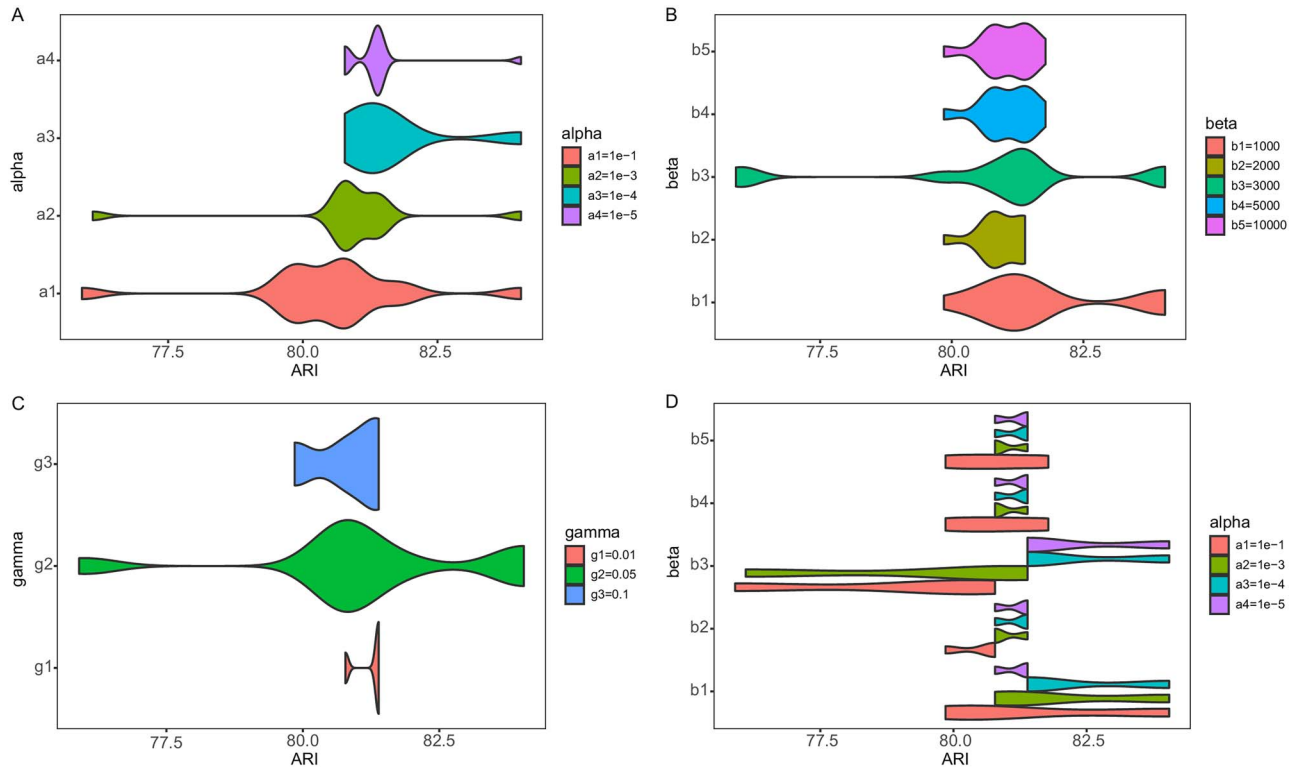 A
alpha
a4
a3
a2
a1
77.5 80.0 82.5
ARI
alpha
a1=1e−1
a2=1e−3
a3=1e−4
a4=1e−5
B
beta
b5
b4
b3
b2
b1
77.5 80.0 82.5
ARI
beta
b1=1000
b2=2000
b3=3000
b4=5000
b5=10000
C
gamma
g3
g2
g1
77.5 80.0 82.5
ARI
gamma
g1=0.01
g2=0.05
g3=0.1
D
beta
b5
b4
b3
b2
b1
77.5 80.0 82.5
ARI
alpha
a1=1e−1
a2=1e−3
a3=1e−4
a4=1e−5